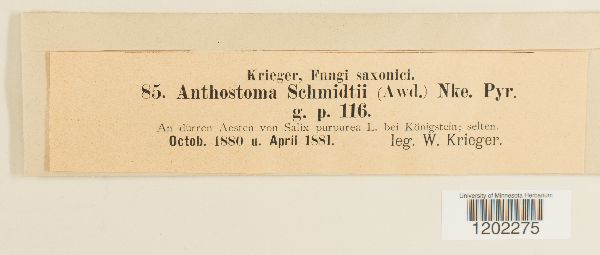 Krieger, Fungi saxonici.
85. Anthostoma Schmidtii (Awd.) Nke. Pyr.
g. p. 116.
An dürren Aesten von Salix purpurea L. bei Königstein; selten.
Octob. 1880 u. April 1881. leg. W. Krieger.
University of Minnesota Herbarium
1202275